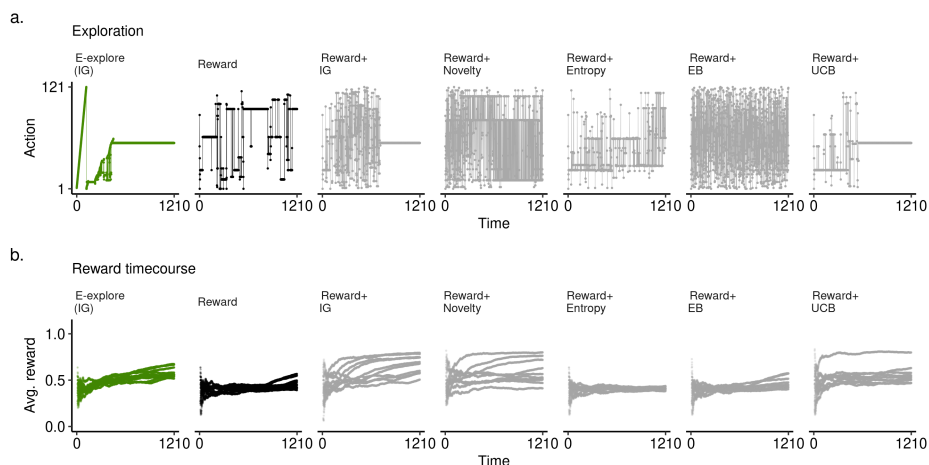 a.
Exploration
E-explore
(IG)
Reward
Reward+
IG
Reward+
Novelty
Reward+
Entropy
Reward+
EB
Reward+
UCB
121
Action
1
0 1210 0 1210 0 1210 0 1210 0 1210 0 1210 0 1210
Time
b.
Reward timecourse
E-explore
(IG)
Reward
Reward+
IG
Reward+
Novelty
Reward+
Entropy
Reward+
EB
Reward+
UCB
1.0
0.5
0.0
Avg. reward
0 1210 0 1210 0 1210 0 1210 0 1210 0 1210 0 1210
Time